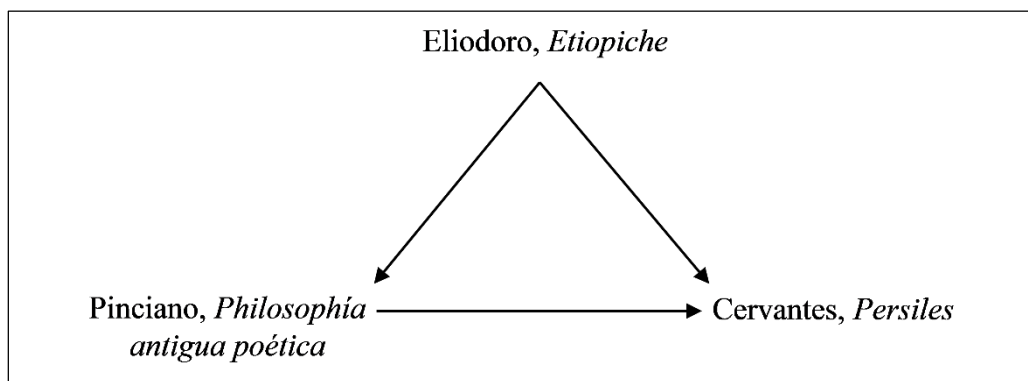 Eliodoro, Etiopiche
Pinciano, Philosophía
antigua poética
Cervantes, Persiles